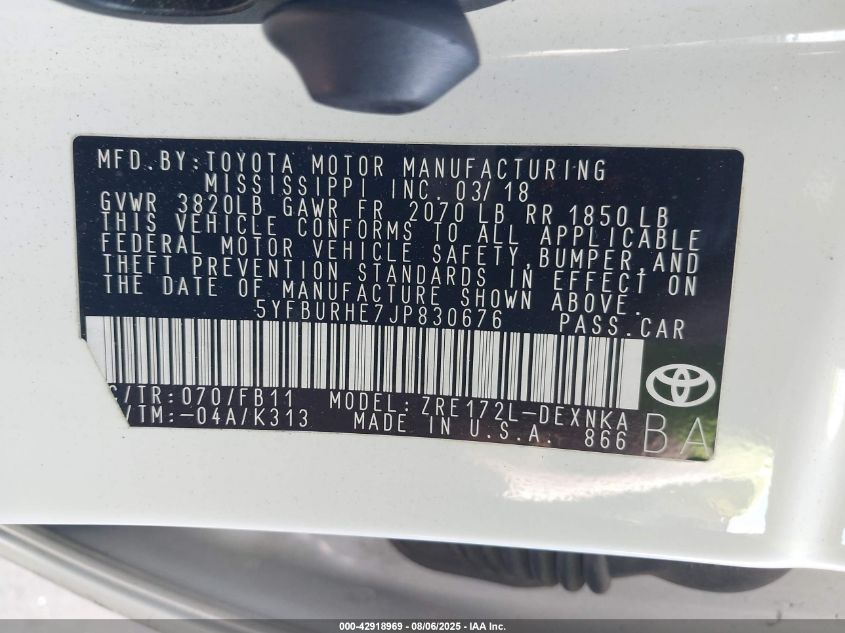 MFD.BY:TOYOTA MOTOR MANUFACTURING
MISSISSIPPI INC. 03/18
GVWR 3820LB GAWR FR 2070 LB RR 1850LB
THIS VEHICLE CONFORMS TO ALL APPLICABLE
FEDERAL MOTOR VEHICLE SAFETY, BUMPER, AND
THEFT PREVENTION STANDARDS IN EFFECT ON
THE DATE OF MANUFACTURE SHOWN ABOVE.
5YFBURHE7JP830676 PASS.CAR
/TR:070/FB11 MODEL:ZRE172L-DEXNKA
/TM:-04A/K313 MADE IN U.S.A. 866 BA
000-42918969 - 08/06/2025 - IAA Inc.